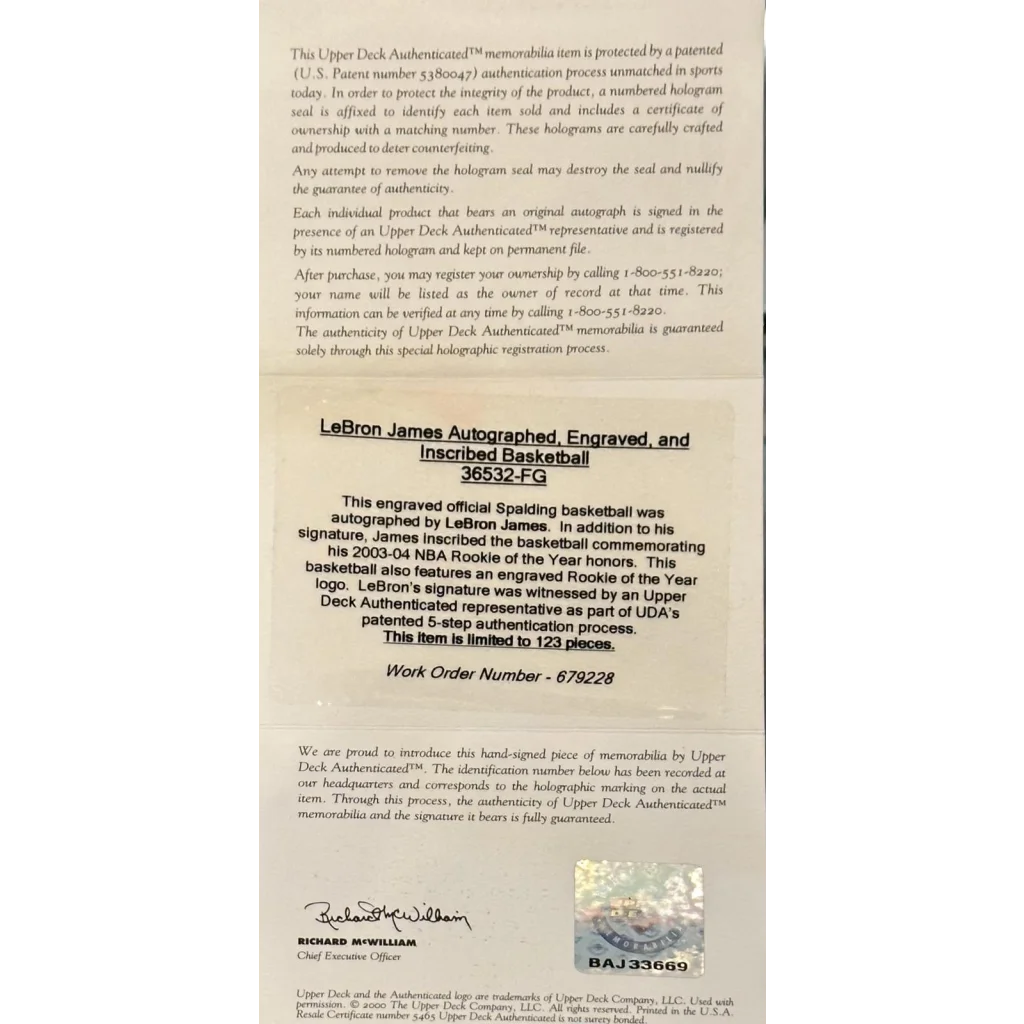 This Upper Deck Authenticated™ memorabilia item is protected by a patented
(U.S. Patent number 5380047) authentication process unmatched in sports
today. In order to protect the integrity of the product, a numbered hologram
seal is affixed to identify each item sold and includes a certificate of
ownership with a matching number. These holograms are carefully crafted
and produced to deter counterfeiting.
Any attempt to remove the hologram seal may destroy the seal and nullify
the guarantee of authenticity.
Each individual product that bears an original autograph is signed in the
presence of an Upper Deck Authenticated™ representative and is registered
by its numbered hologram and kept on permanent file.
After purchase, you may register your ownership by calling 1-800-551-8220;
your name will be listed as the owner of record at that time. This
information can be verified at any time by calling 1-800-551-8220.
The authenticity of Upper Deck Authenticated™ memorabilia is guaranteed
solely through this special holographic registration process.
LeBron James Autographed, Engraved, and
Inscribed Basketball
36532-FG
This engraved official Spalding basketball was
autographed by LeBron James. In addition to his
signature, James inscribed the basketball commemorating
his 2003-04 NBA Rookie of the Year honors. This
basketball also features an engraved Rookie of the Year
logo. LeBron's signature was witnessed by an Upper
Deck Authenticated representative as part of UDA's
patented 5-step authentication process.
This item is limited to 123 pieces.
Work Order Number - 679228
We are proud to introduce this hand-signed piece of memorabilia by Upper
Deck Authenticated™. The identification number below has been recorded at
our headquarters and corresponds to the holographic marking on the actual
item. Through this process, the authenticity of Upper Deck Authenticated™
memorabilia and the signature it bears is fully guaranteed.
Richard McWilliam
RICHARD McWILLIAM
Chief Executive Officer
BAJ33669
Upper Deck and the Authenticated logo are trademarks of Upper Deck Company, LLC. Used with
permission. © 2000 The Upper Deck Company, LLC. All rights reserved. Printed in the U.S.A.
Resale Certificate number 5465 Upper Deck Authenticated is not surety bonded.